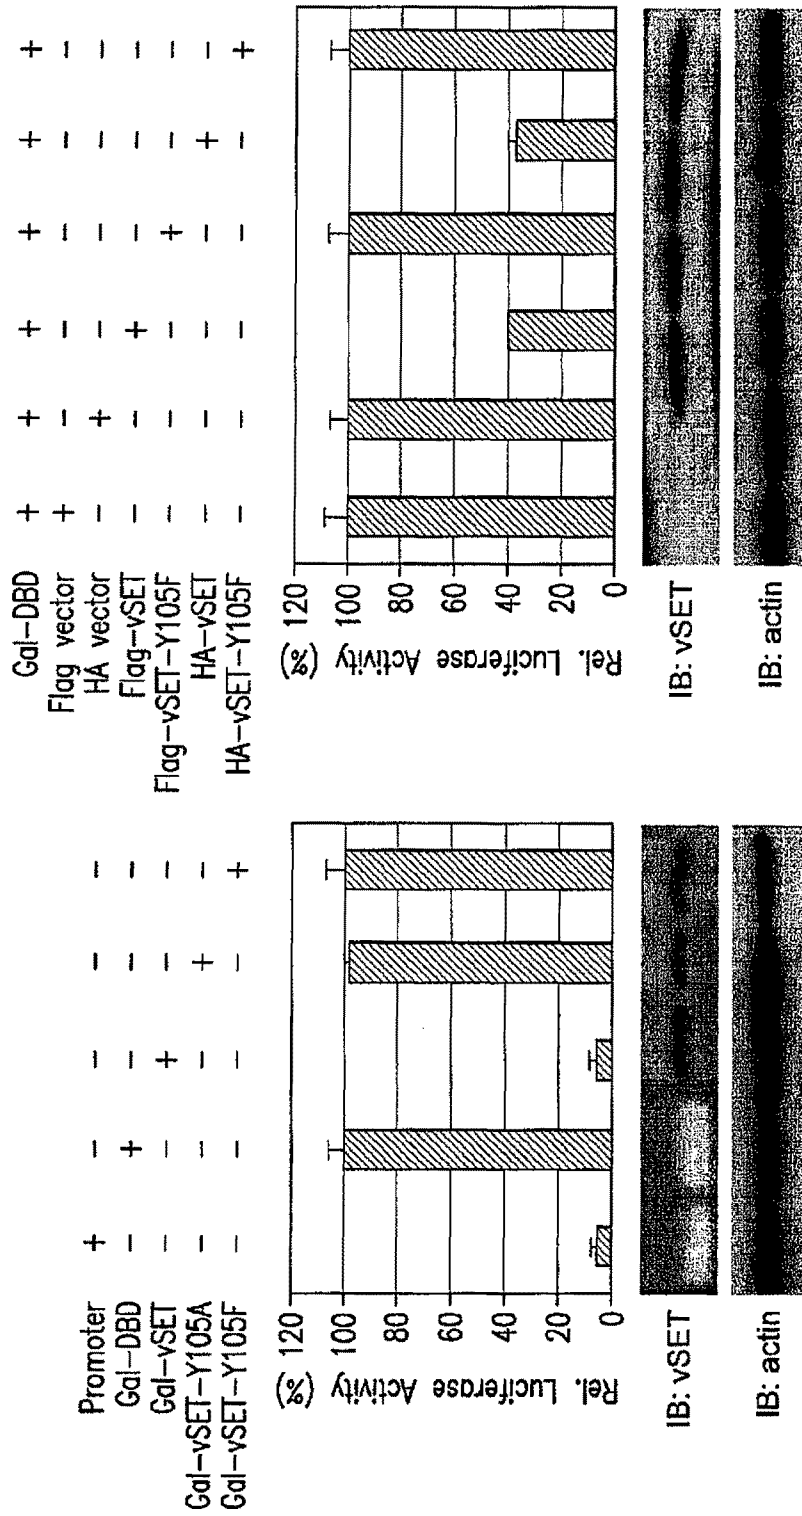 Promoter + − − − −
Gal-DBD − + − − −
Gal-vSET − − + − −
Gal-vSET-Y105A − − − + −
Gal-vSET-Y105F − − − − +
Rel. Luciferase Activity (%)
120
100
80
60
40
20
0
IB: vSET
IB: actin
Gal-DBD + + + + + +
Flag vector + − − − − −
HA vector − + − − − −
Flag-vSET − − + − − −
Flag-vSET-Y105F − − − + − −
HA-vSET − − − − + −
HA-vSET-Y105F − − − − − +
Rel. Luciferase Activity (%)
120
100
80
60
40
20
0
IB: vSET
IB: actin